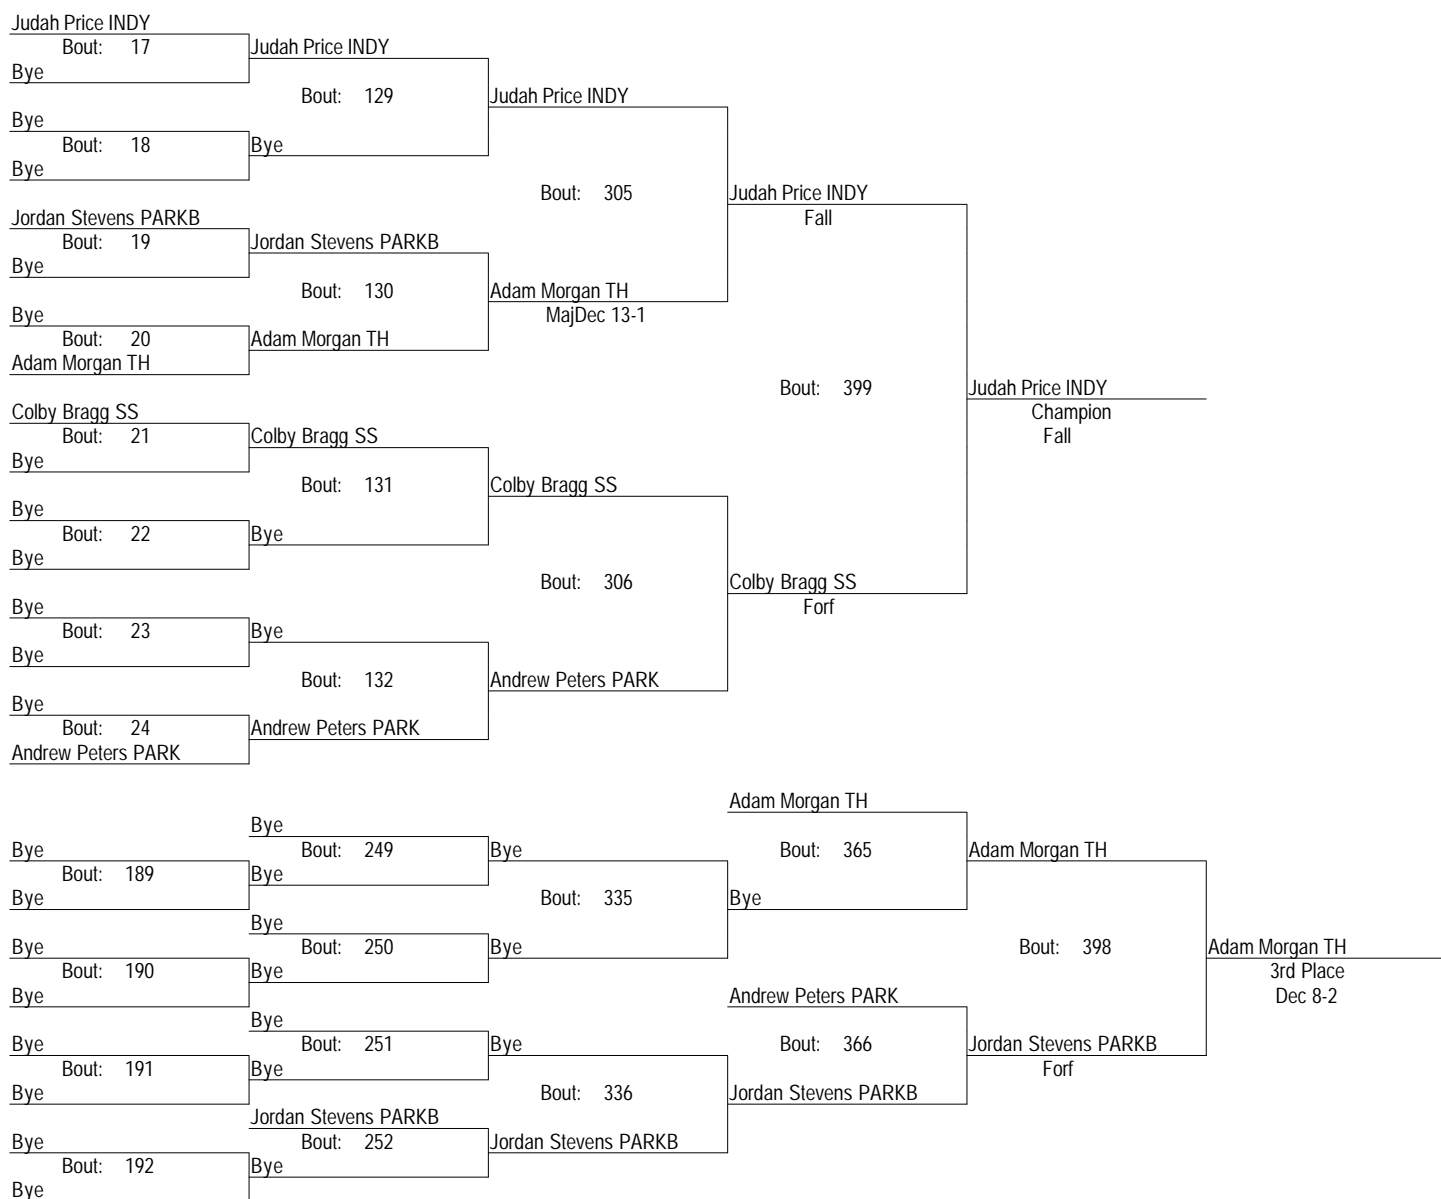 Judah Price INDY
Bout: 17
Judah Price INDY
Bye
Bout: 129
Judah Price INDY
Bye
Bout: 18
Bye
Bye
Bout: 305
Judah Price INDY
Fall
Jordan Stevens PARKB
Bout: 19
Jordan Stevens PARKB
Bye
Bout: 130
Adam Morgan TH
MajDec 13-1
Bye
Bout: 20
Adam Morgan TH
Adam Morgan TH
Bout: 399
Judah Price INDY
Champion
Fall
Colby Bragg SS
Bout: 21
Colby Bragg SS
Bye
Bout: 131
Colby Bragg SS
Bye
Bout: 22
Bye
Bye
Bout: 306
Colby Bragg SS
Forf
Bye
Bout: 23
Bye
Bye
Bout: 132
Andrew Peters PARK
Bye
Bout: 24
Andrew Peters PARK
Andrew Peters PARK
Adam Morgan TH
Bye
Bye
Bout: 249
Bye
Bout: 365
Adam Morgan TH
Bout: 189
Bye
Bye
Bout: 335
Bye
Bye
Bye
Bout: 250
Bye
Bout: 398
Adam Morgan TH
3rd Place
Dec 8-2
Bout: 190
Bye
Bye
Andrew Peters PARK
Bye
Bye
Bout: 251
Bye
Bout: 366
Jordan Stevens PARKB
Forf
Bout: 191
Bye
Bye
Bout: 336
Jordan Stevens PARKB
Jordan Stevens PARKB
Bye
Bout: 252
Jordan Stevens PARKB
Bout: 192
Bye
Bye